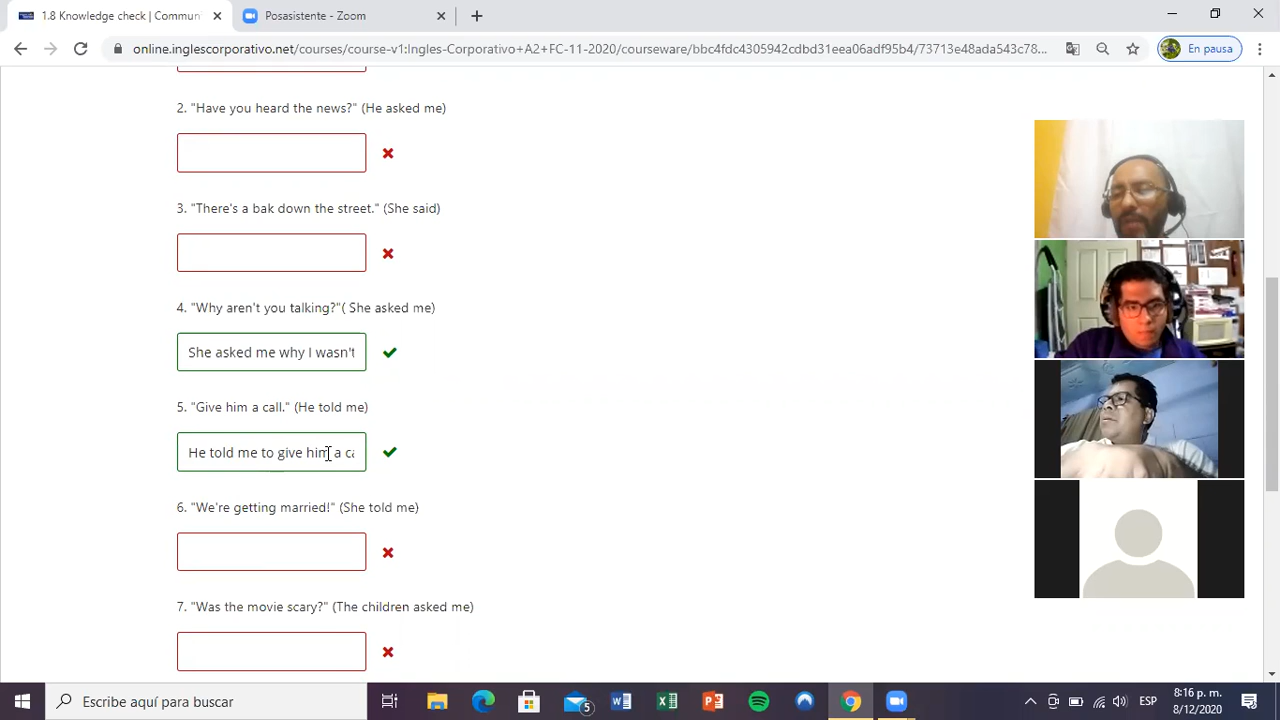 1.8 Knowledge check | Commun
Posasistente - Zoom
online.inglescorporativo.net/courses/course-v1:Ingles-Corporativo+A2+FC-11-2020/courseware/bbc4fdc4305942cdbd31eea06adf95b4/73713e48ada543c78...
En pausa
2. "Have you heard the news?" (He asked me)
3. "There's a bak down the street." (She said)
4. "Why aren't you talking?"( She asked me)
She asked me why I wasn't
5. "Give him a call." (He told me)
He told me to give him a ca
6. "We're getting married!" (She told me)
7. "Was the movie scary?" (The children asked me)
Escribe aquí para buscar
5
ESP
8:16 p. m.
8/12/2020